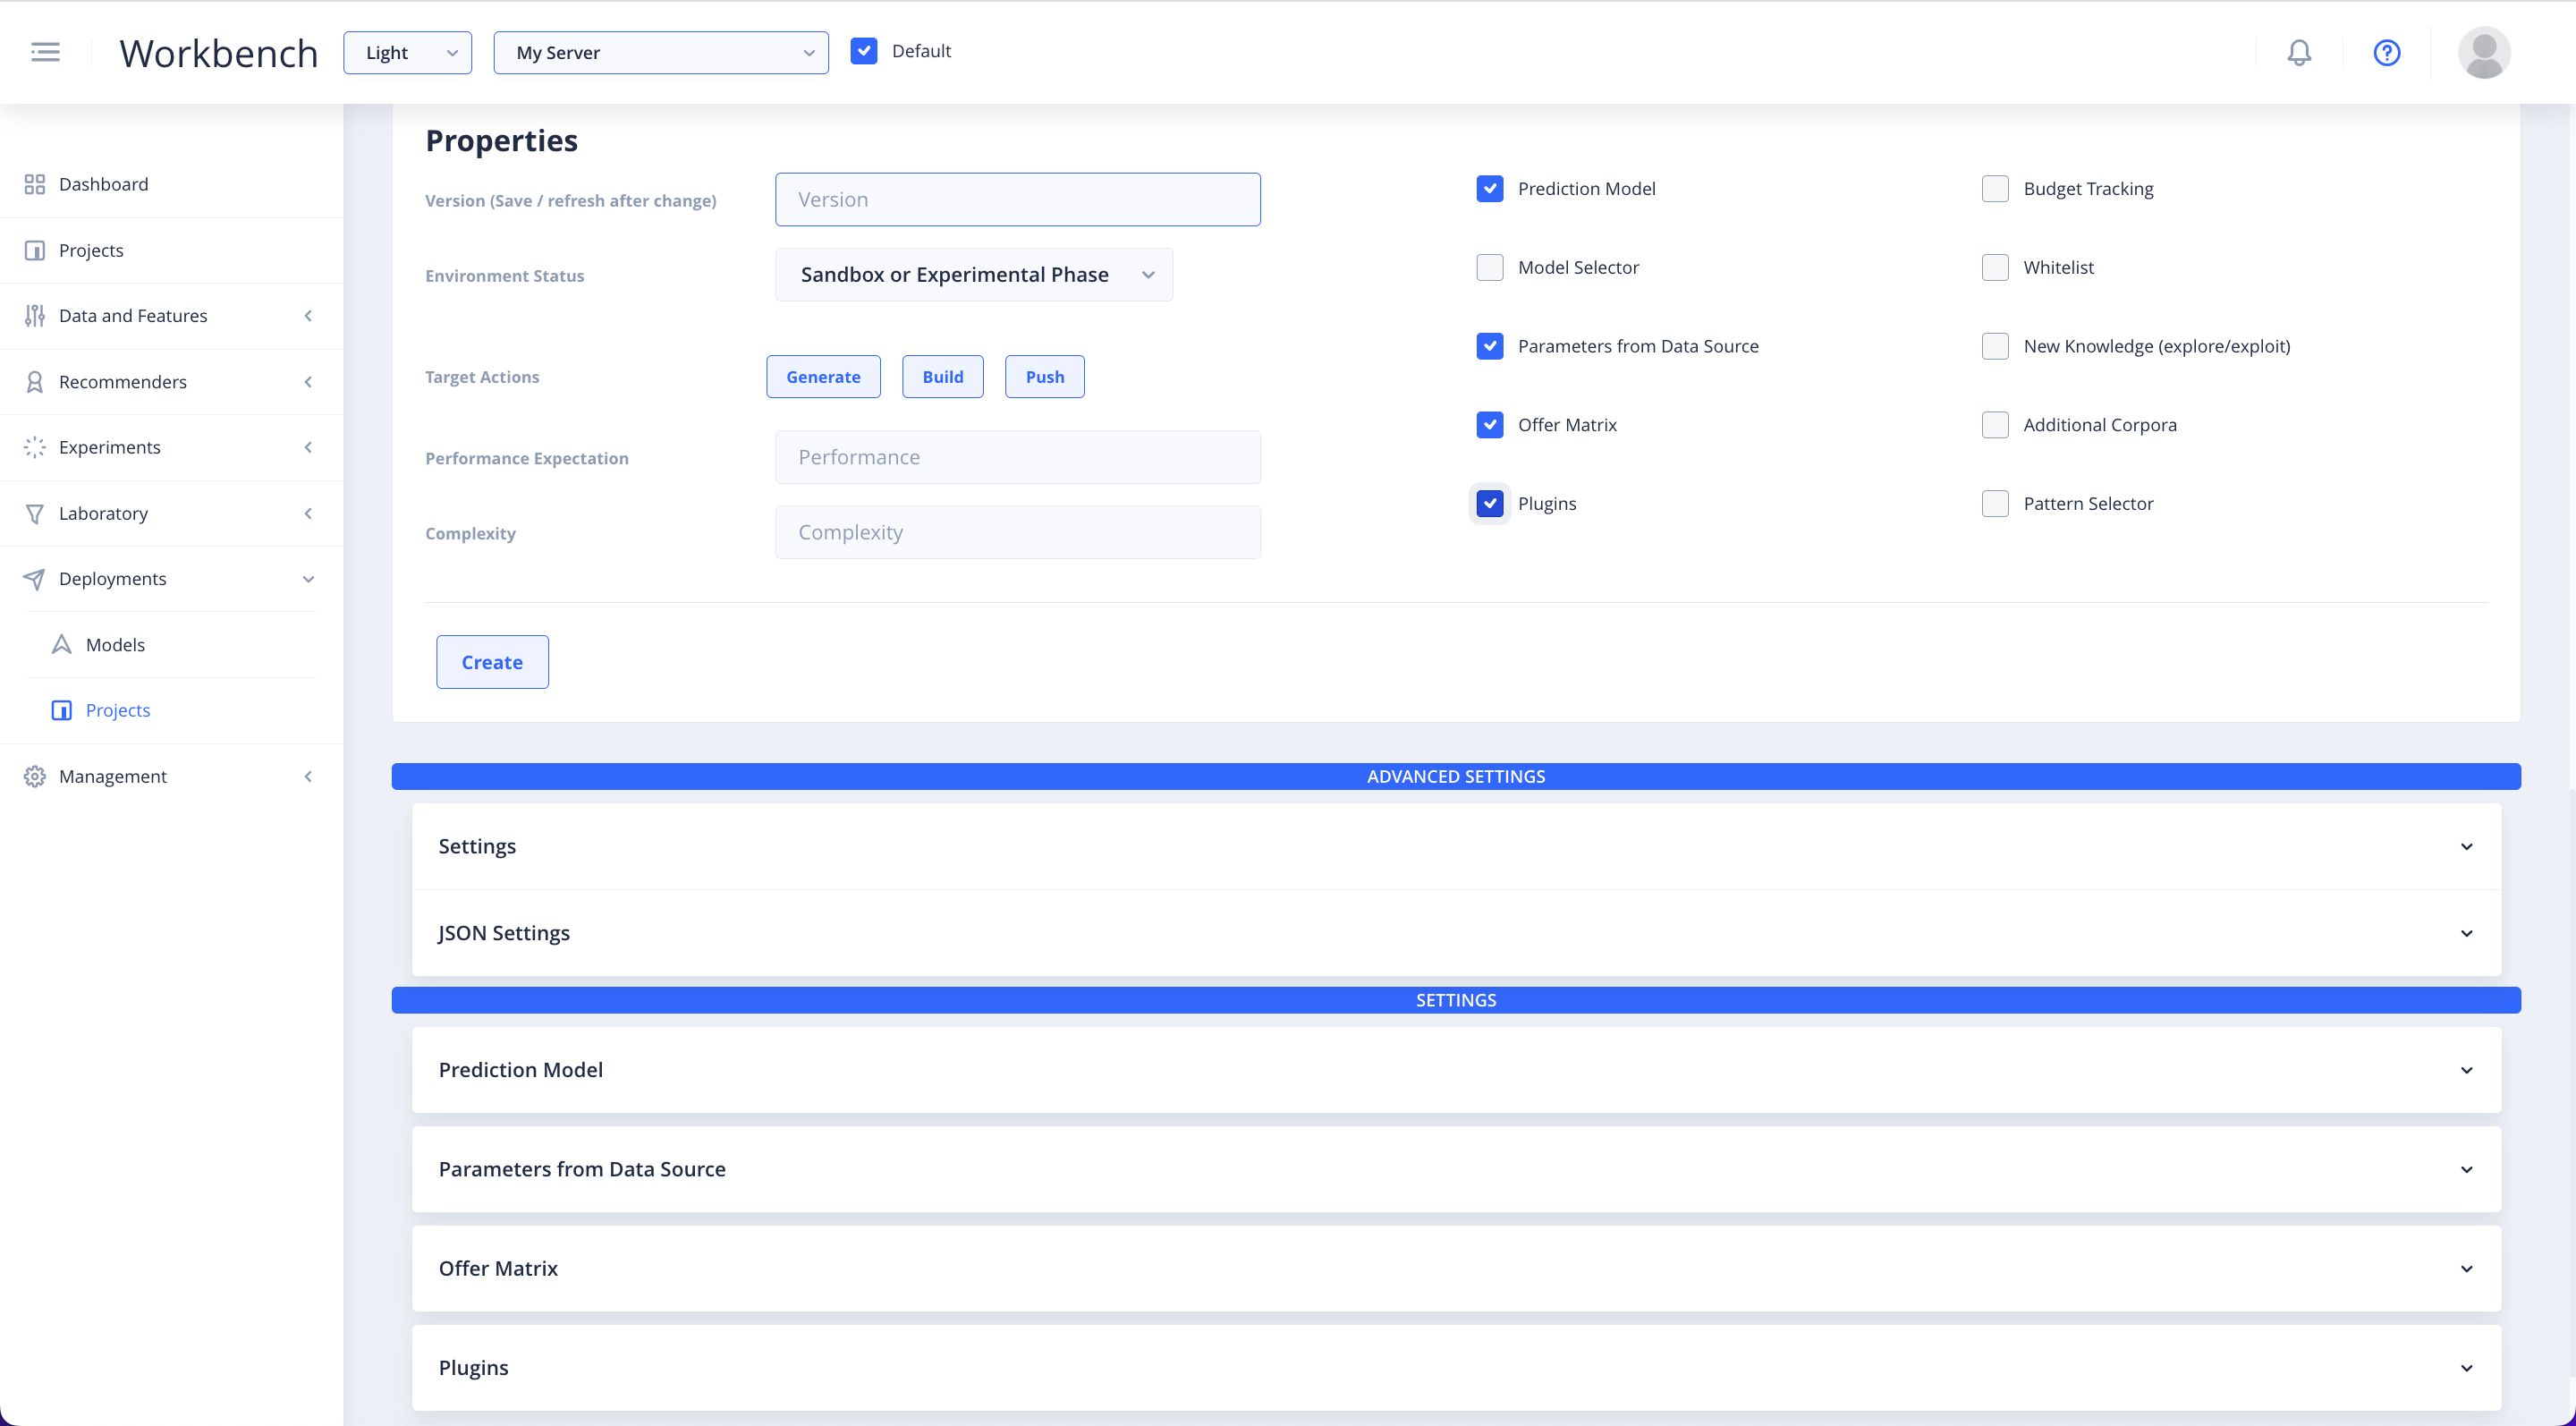 Workbench
Light
My Server
Default
Dashboard
Projects
Data and Features
Recommenders
Experiments
Laboratory
Deployments
Models
Projects
Management
Properties
Version (Save / refresh after change)
Version
Environment Status
Sandbox or Experimental Phase
Target Actions
Generate
Build
Push
Performance Expectation
Performance
Complexity
Complexity
Prediction Model
Budget Tracking
Model Selector
Whitelist
Parameters from Data Source
New Knowledge (explore/exploit)
Offer Matrix
Additional Corpora
Plugins
Pattern Selector
Create
ADVANCED SETTINGS
Settings
JSON Settings
SETTINGS
Prediction Model
Parameters from Data Source
Offer Matrix
Plugins